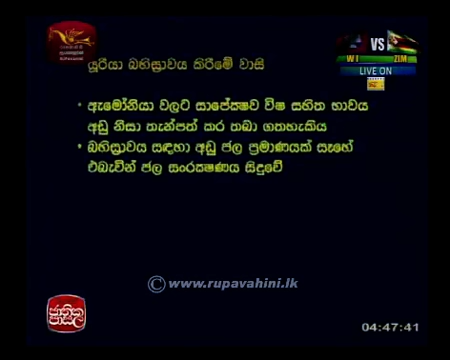 VS
WI ZIM
LIVE ON
යූරියා බහිස්‍රාවය කිරීමේ වාසි
• ඇමෝනියා වලට සාපේක්ෂව විෂ සහිත භාවය
අඩු නිසා තැන්පත් කර තබා ගතහැකිය
• බහිස්‍රාවය සඳහා අඩු ජල ප්‍රමාණයක් සෑහේ
එබැවින් ජල සංරක්ෂණය සිදුවේ
© www.rupavahini.lk
ජාතික
පාසල
04:47:41